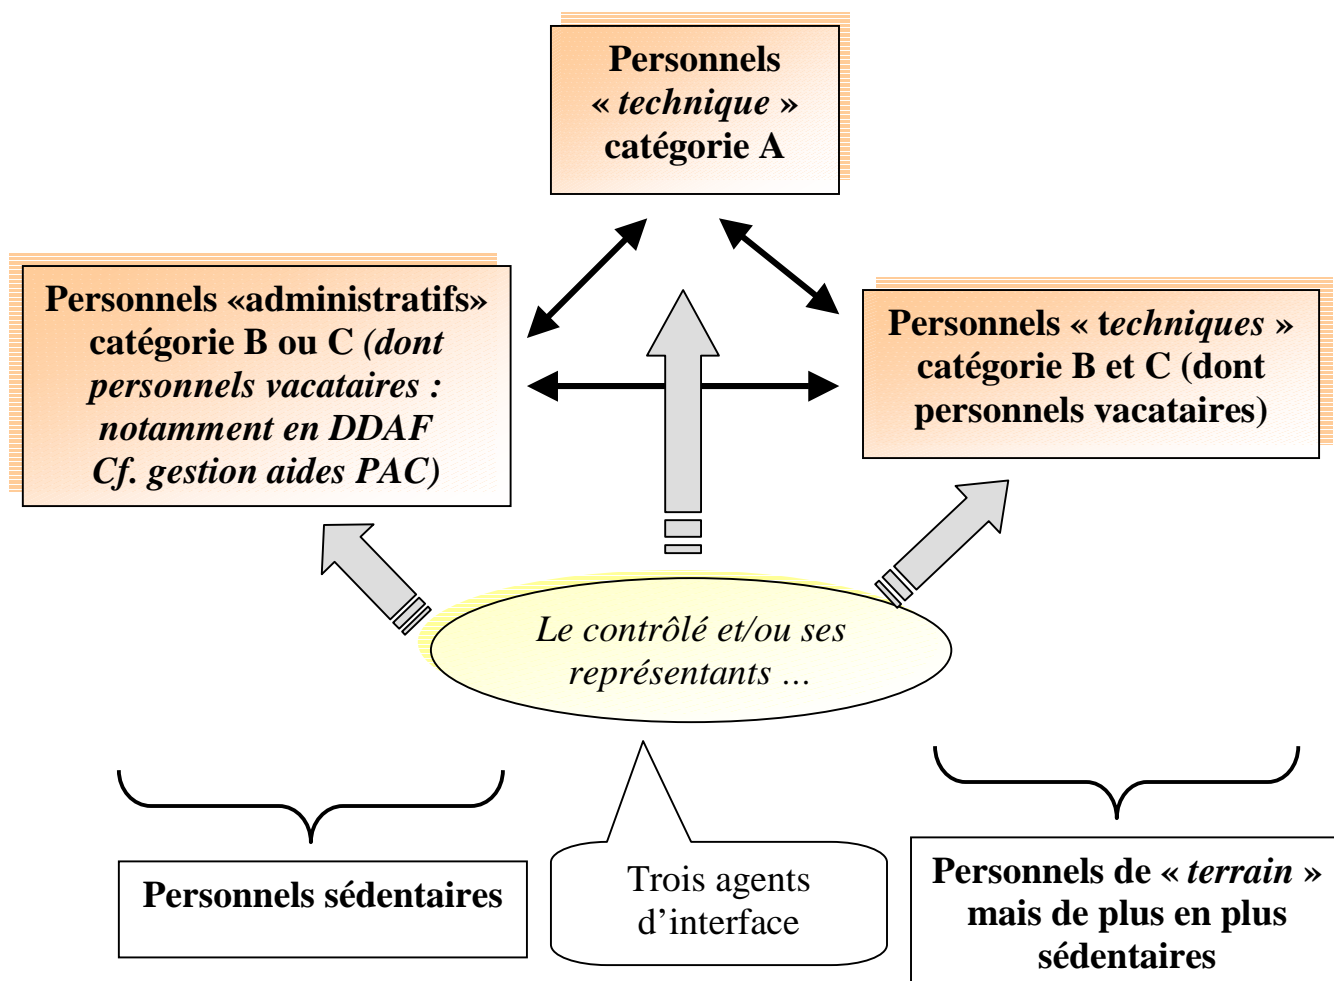 Personnels
« technique »
catégorie A
Personnels «administratifs»
catégorie B ou C (dont
personnels vacataires :
notamment en DDAF
Cf. gestion aides PAC)
Personnels « techniques »
catégorie B et C (dont
personnels vacataires)
Le contrôlé et/ou ses
représentants …
Personnels sédentaires
Trois agents
d’interface
Personnels de « terrain »
mais de plus en plus
sédentaires